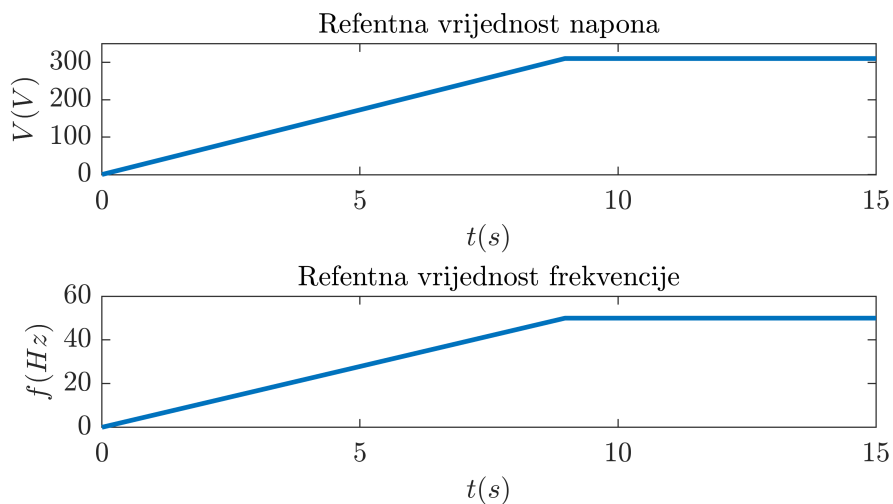 Refentna vrijednost napona
300
200
100
0
V(V)
0 5 10 15
t(s)
Refentna vrijednost frekvencije
60
40
20
0
f(Hz)
0 5 10 15
t(s)